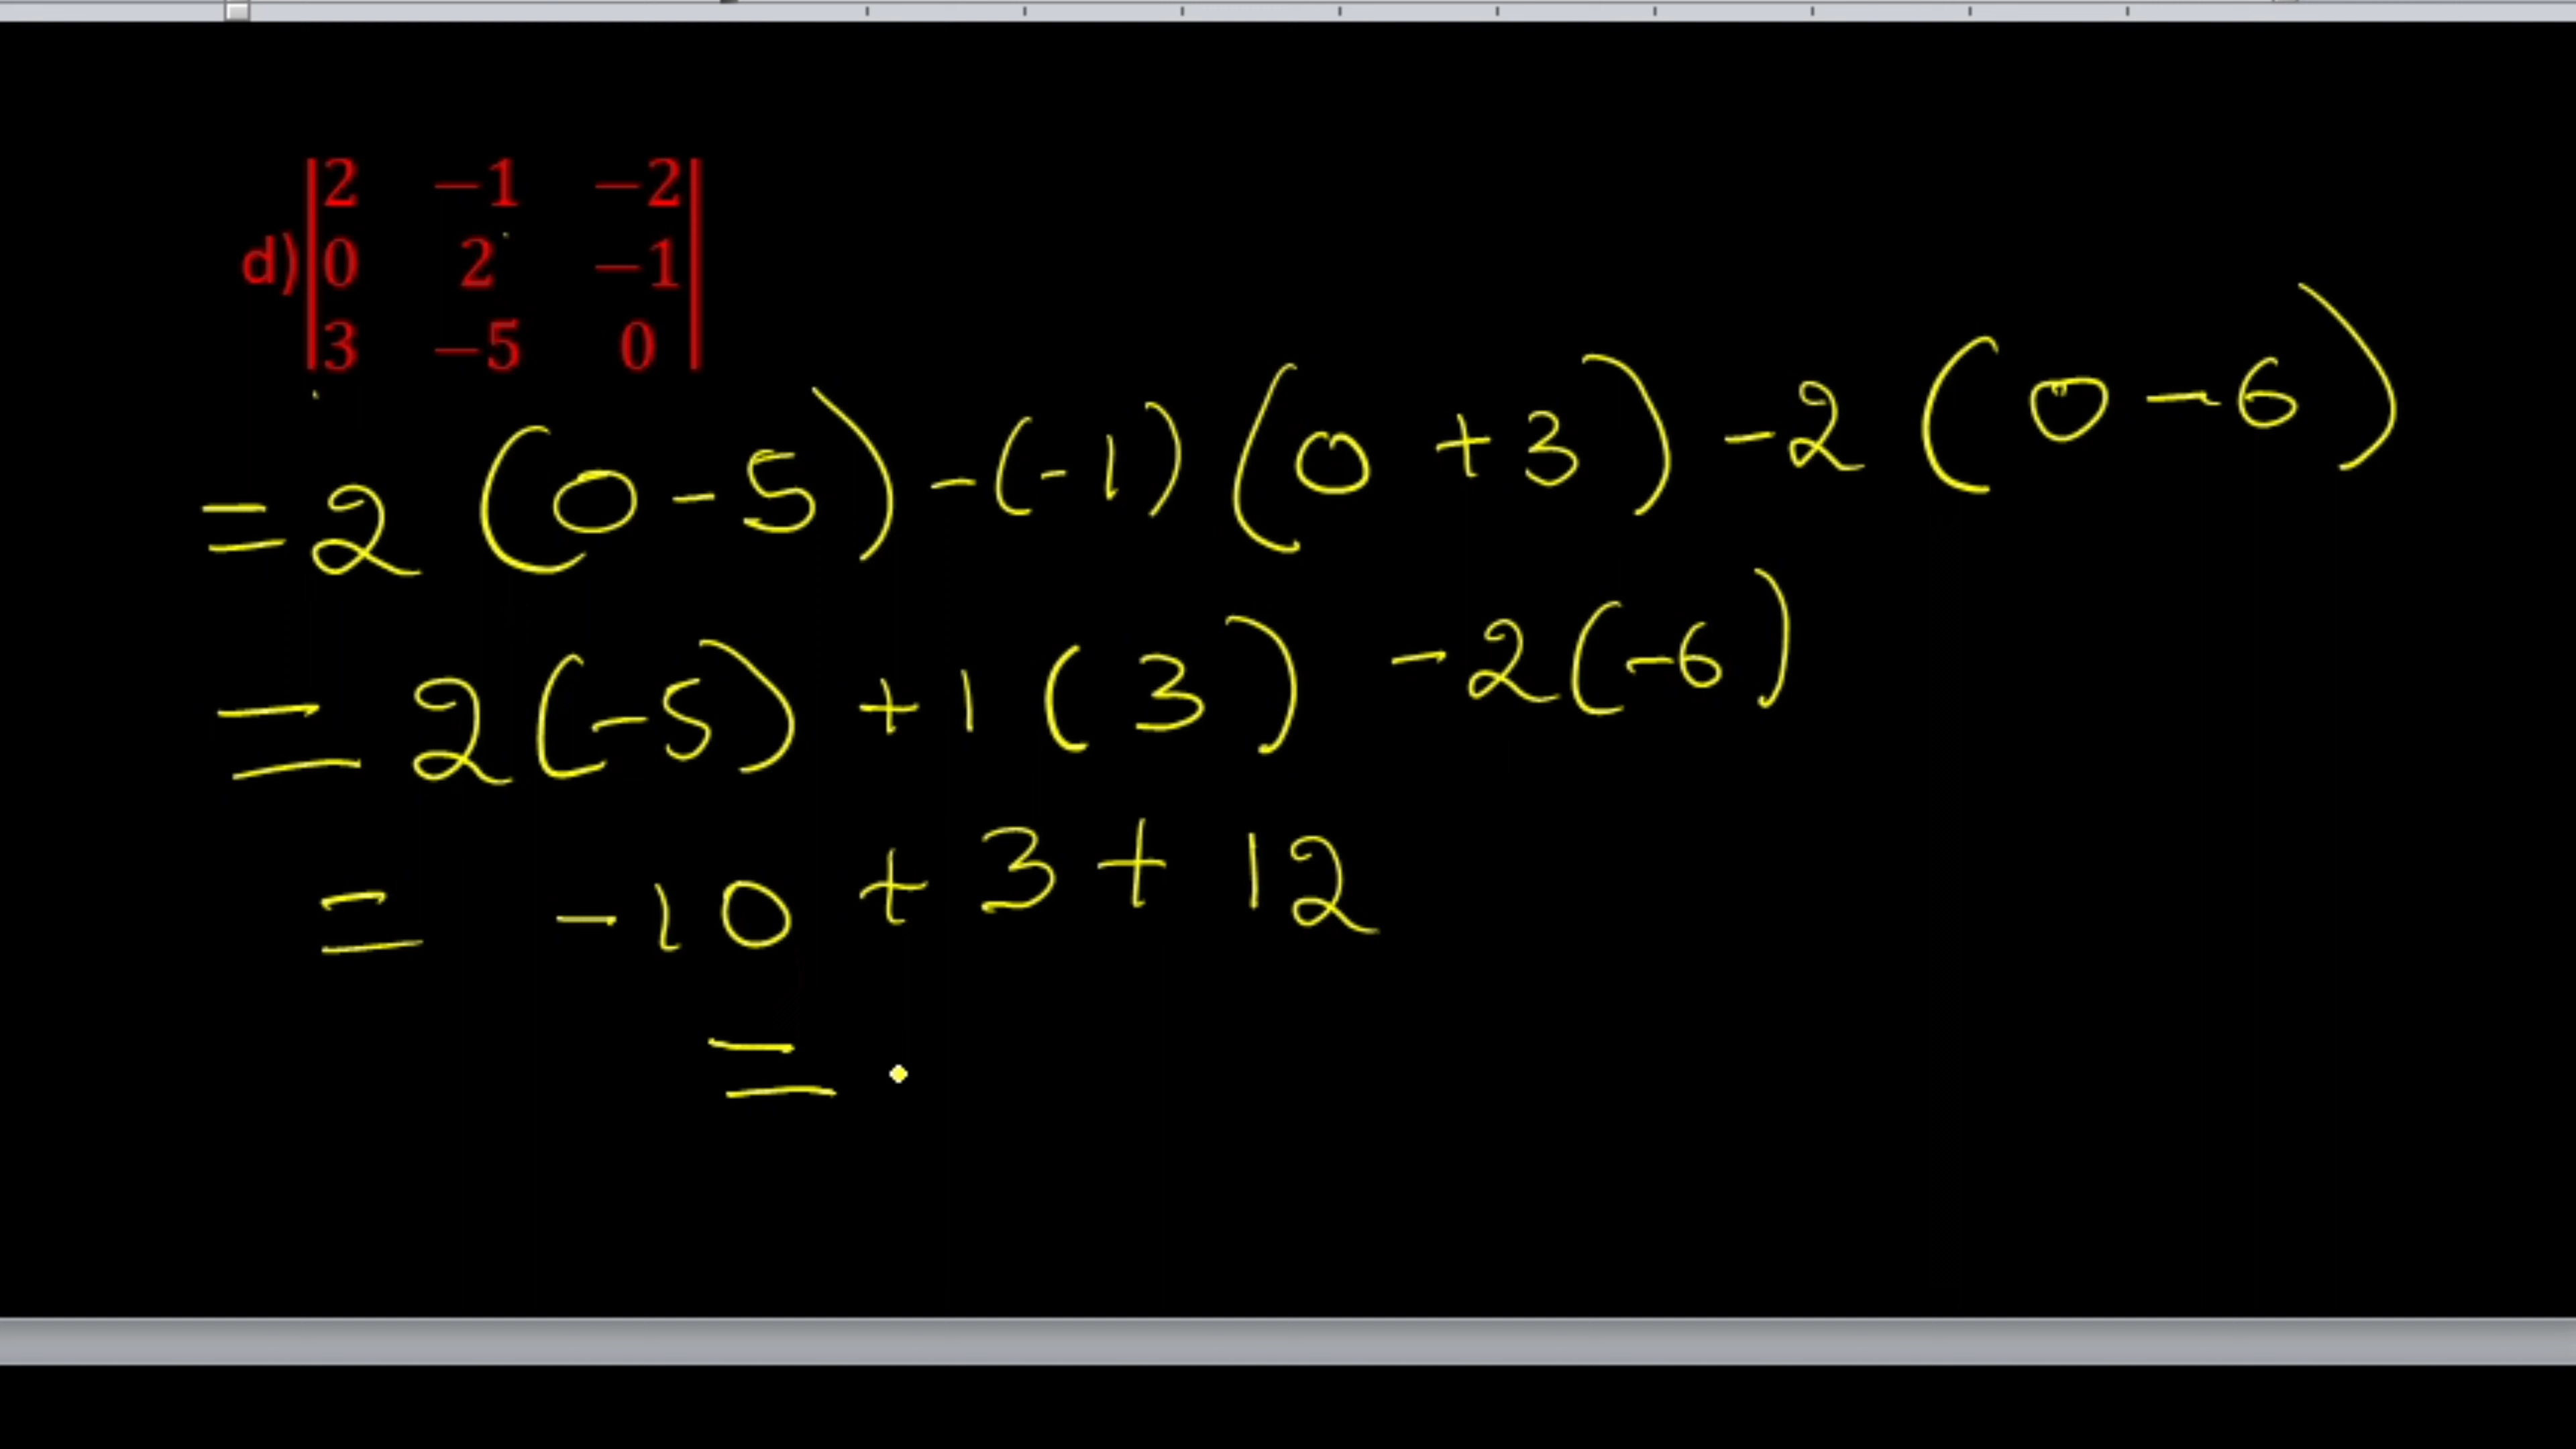 2 −1 −2
d) 0 2 −1
3 −5 0
= 2 (0 - 5) - (-1) (0 + 3) - 2 (0 - 6)
= 2 (-5) + 1 (3) - 2 (-6)
= -10 + 3 + 12
=